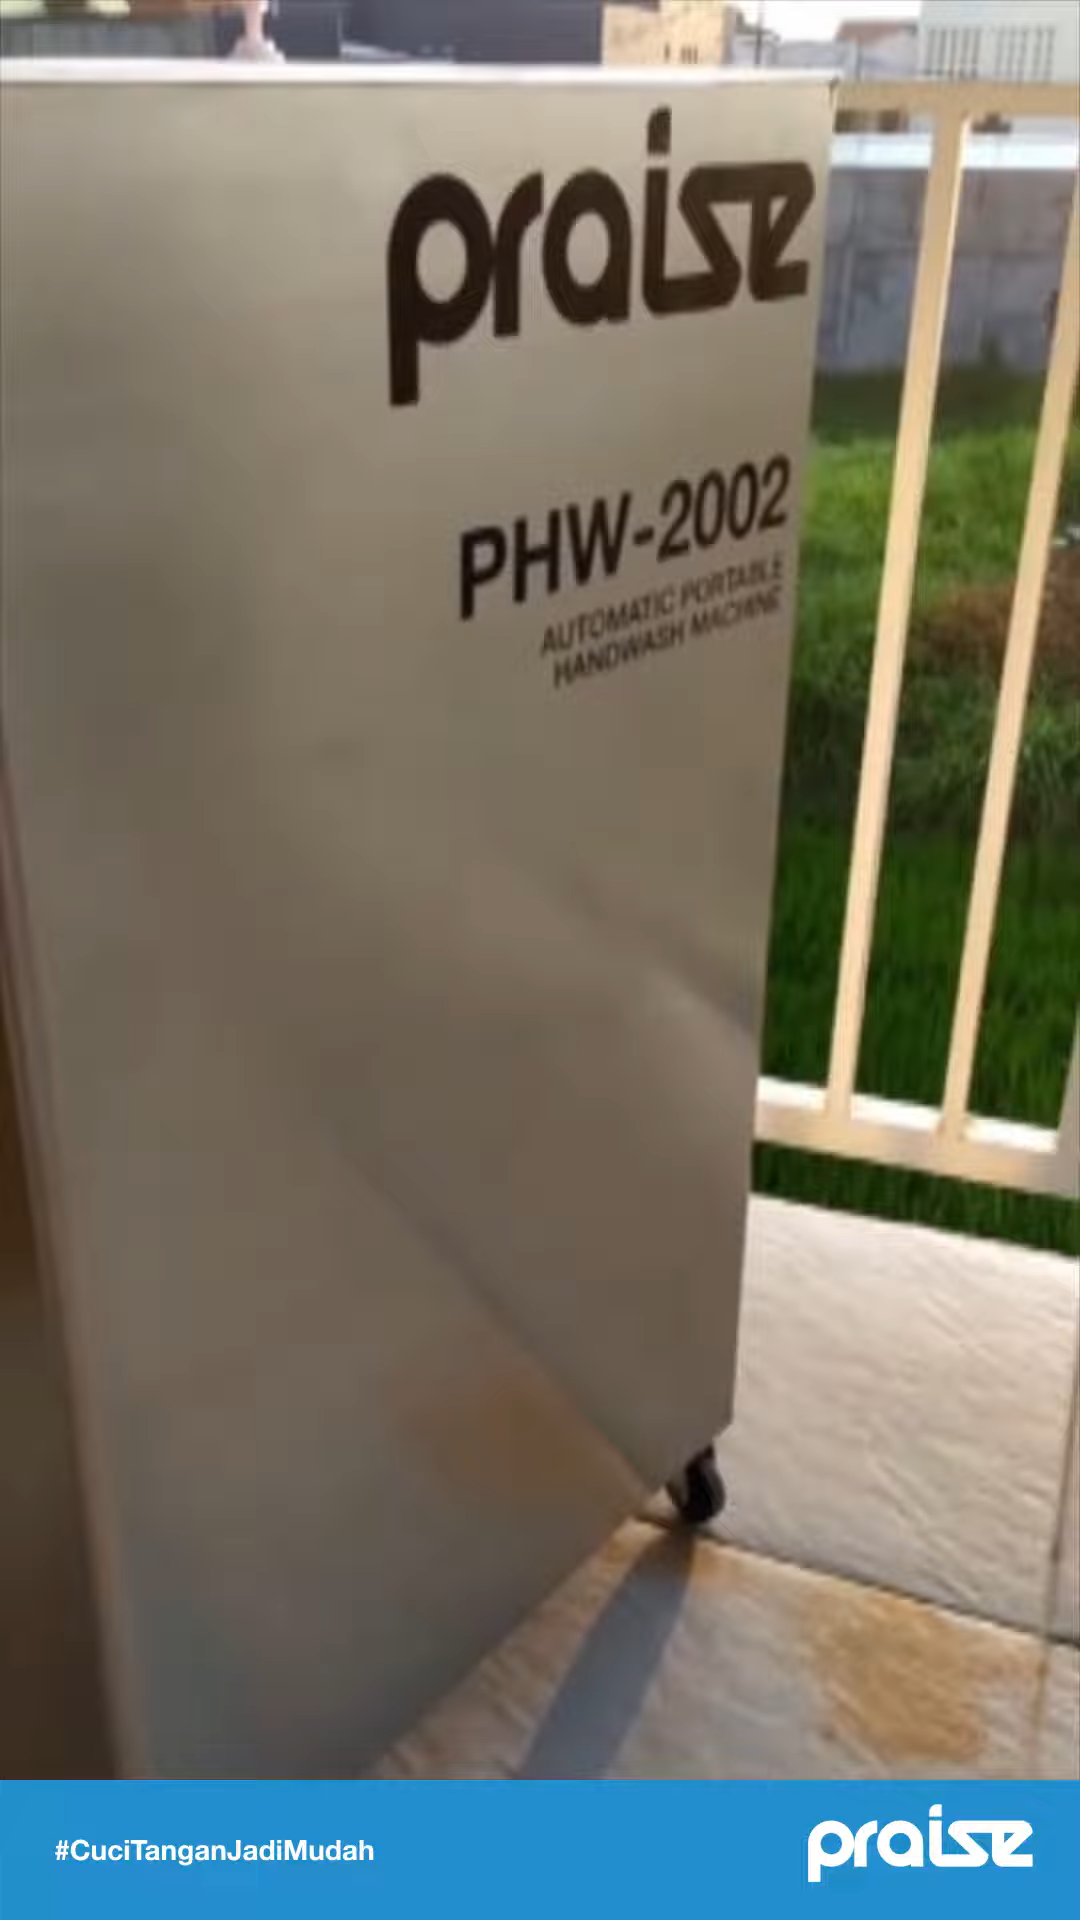 praise
PHW-2002
AUTOMATIC PORTABLE
HANDWASH MACHINE
#CuciTanganJadiMudah
praise